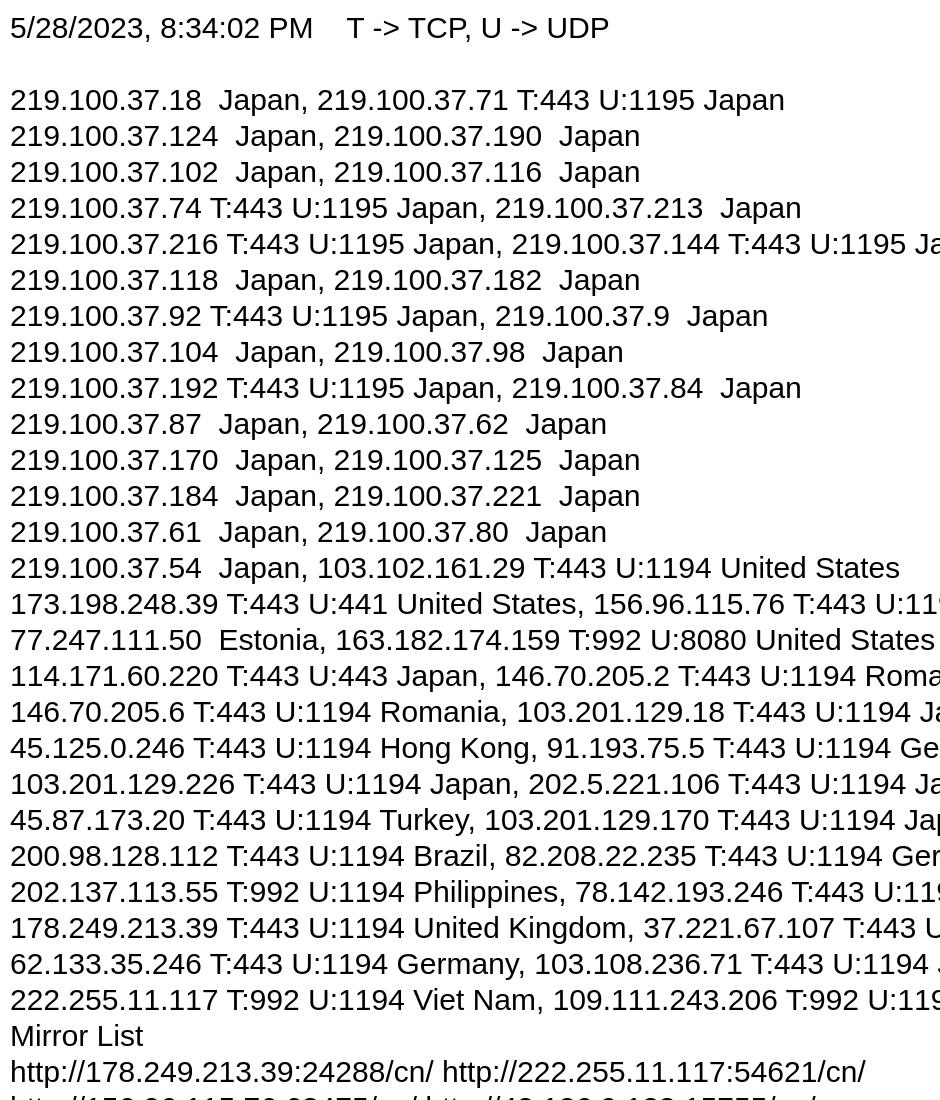 5/28/2023, 8:34:02 PM    T -> TCP, U -> UDP
219.100.37.18  Japan, 219.100.37.71 T:443 U:1195 Japan
219.100.37.124  Japan, 219.100.37.190  Japan
219.100.37.102  Japan, 219.100.37.116  Japan
219.100.37.74 T:443 U:1195 Japan, 219.100.37.213  Japan
219.100.37.216 T:443 U:1195 Japan, 219.100.37.144 T:443 U:1195 Ja
219.100.37.118  Japan, 219.100.37.182  Japan
219.100.37.92 T:443 U:1195 Japan, 219.100.37.9  Japan
219.100.37.104  Japan, 219.100.37.98  Japan
219.100.37.192 T:443 U:1195 Japan, 219.100.37.84  Japan
219.100.37.87  Japan, 219.100.37.62  Japan
219.100.37.170  Japan, 219.100.37.125  Japan
219.100.37.184  Japan, 219.100.37.221  Japan
219.100.37.61  Japan, 219.100.37.80  Japan
219.100.37.54  Japan, 103.102.161.29 T:443 U:1194 United States
173.198.248.39 T:443 U:441 United States, 156.96.115.76 T:443 U:119
77.247.111.50  Estonia, 163.182.174.159 T:992 U:8080 United States
114.171.60.220 T:443 U:443 Japan, 146.70.205.2 T:443 U:1194 Roma
146.70.205.6 T:443 U:1194 Romania, 103.201.129.18 T:443 U:1194 Ja
45.125.0.246 T:443 U:1194 Hong Kong, 91.193.75.5 T:443 U:1194 Ge
103.201.129.226 T:443 U:1194 Japan, 202.5.221.106 T:443 U:1194 Ja
45.87.173.20 T:443 U:1194 Turkey, 103.201.129.170 T:443 U:1194 Jap
200.98.128.112 T:443 U:1194 Brazil, 82.208.22.235 T:443 U:1194 Ger
202.137.113.55 T:992 U:1194 Philippines, 78.142.193.246 T:443 U:119
178.249.213.39 T:443 U:1194 United Kingdom, 37.221.67.107 T:443 U
62.133.35.246 T:443 U:1194 Germany, 103.108.236.71 T:443 U:1194 J
222.255.11.117 T:992 U:1194 Viet Nam, 109.111.243.206 T:992 U:119
Mirror List
http://178.249.213.39:24288/cn/ http://222.255.11.117:54621/cn/